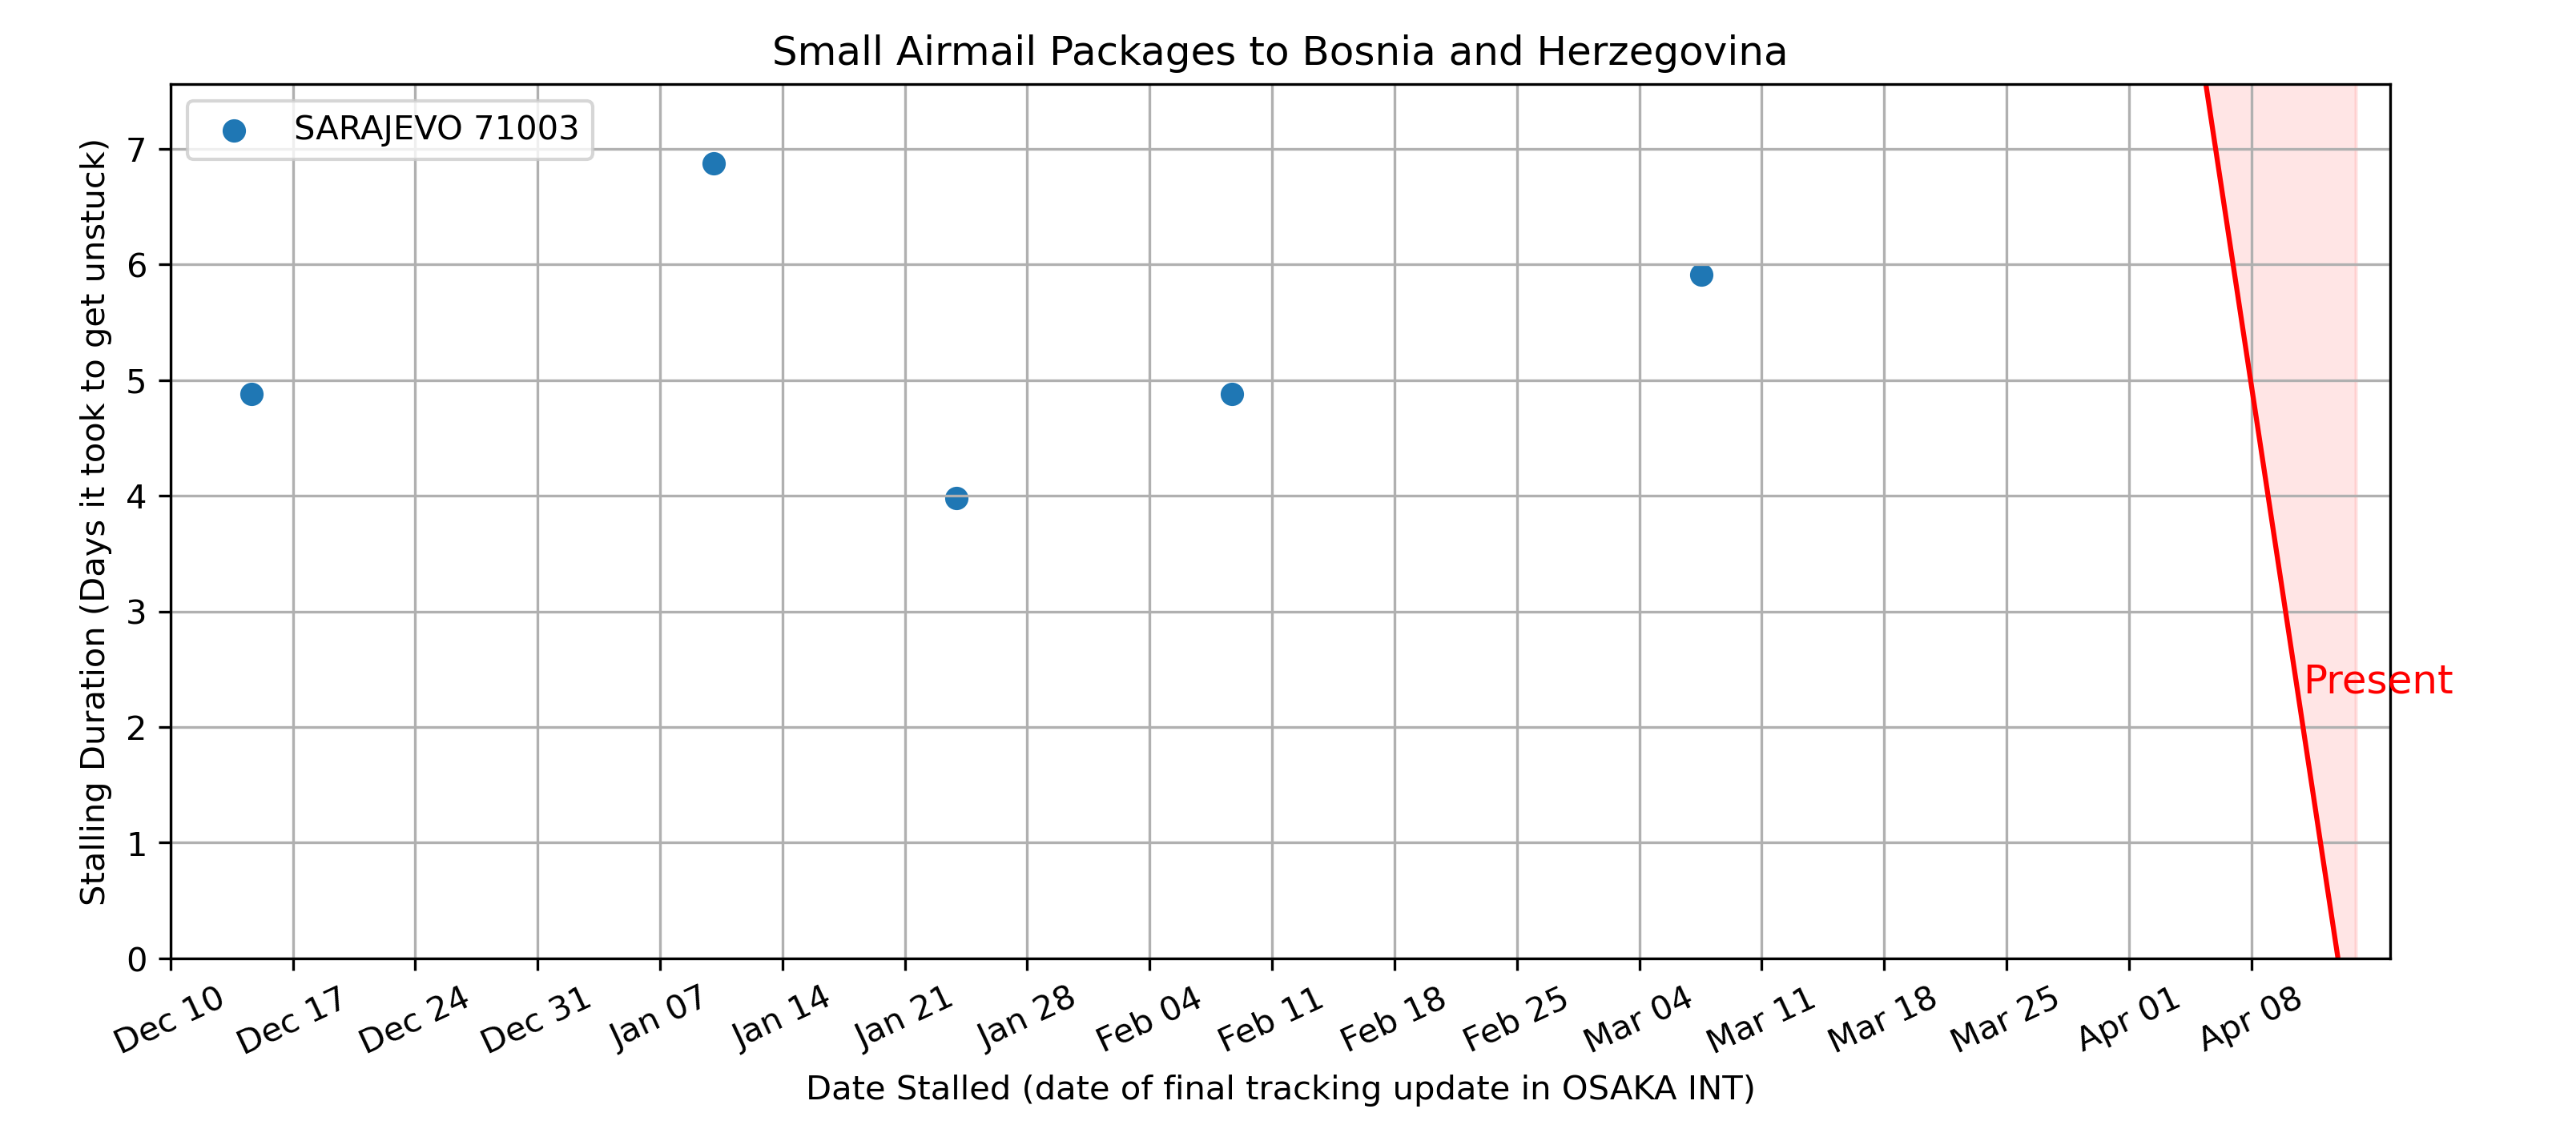 Small Airmail Packages to Bosnia and Herzegovina
SARAJEVO 71003
Stalling Duration (Days it took to get unstuck)
7
6
5
4
3
2
1
0
Present
Dec 10
Dec 17
Dec 24
Dec 31
Jan 07
Jan 14
Jan 21
Jan 28
Feb 04
Feb 11
Feb 18
Feb 25
Mar 04
Mar 11
Mar 18
Mar 25
Apr 01
Apr 08
Date Stalled (date of final tracking update in OSAKA INT)